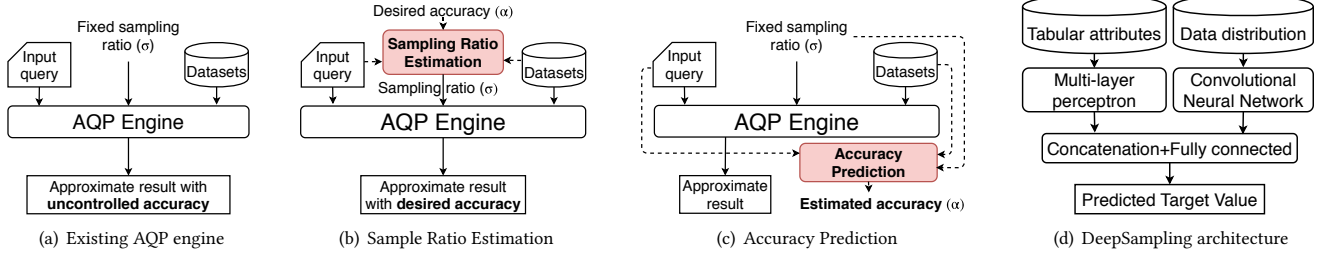 Fixed sampling
ratio (σ)
Input
query
Datasets
AQP Engine
Approximate result with
uncontrolled accuracy
(a) Existing AQP engine
Desired accuracy (α)
Sampling Ratio
Estimation
Input
query
Datasets
Sampling ratio (σ)
AQP Engine
Approximate result
with desired accuracy
(b) Sample Ratio Estimation
Fixed sampling
ratio (σ)
Input
query
Datasets
AQP Engine
Accuracy
Prediction
Approximate
result
Estimated accuracy (α)
(c) Accuracy Prediction
Tabular attributes
Data distribution
Multi-layer
perceptron
Convolutional
Neural Network
Concatenation+Fully connected
Predicted Target Value
(d) DeepSampling architecture